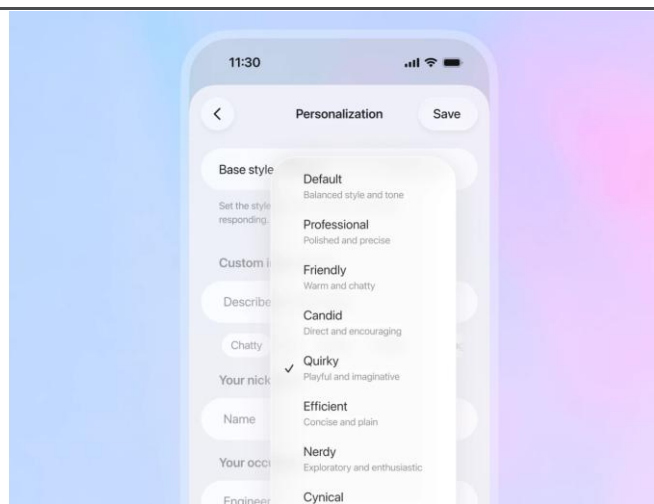 11:30
Personalization
Save
Base style
Default
Balanced style and tone
Set the style
responding.
Professional
Polished and precise
Custom i
Friendly
Warm and chatty
Describe
Candid
Direct and encouraging
Chatty
Quirky
Playful and imaginative
Your nick
Efficient
Concise and plain
Name
Nerdy
Exploratory and enthusiastic
Your occ
Cynical
Engineer